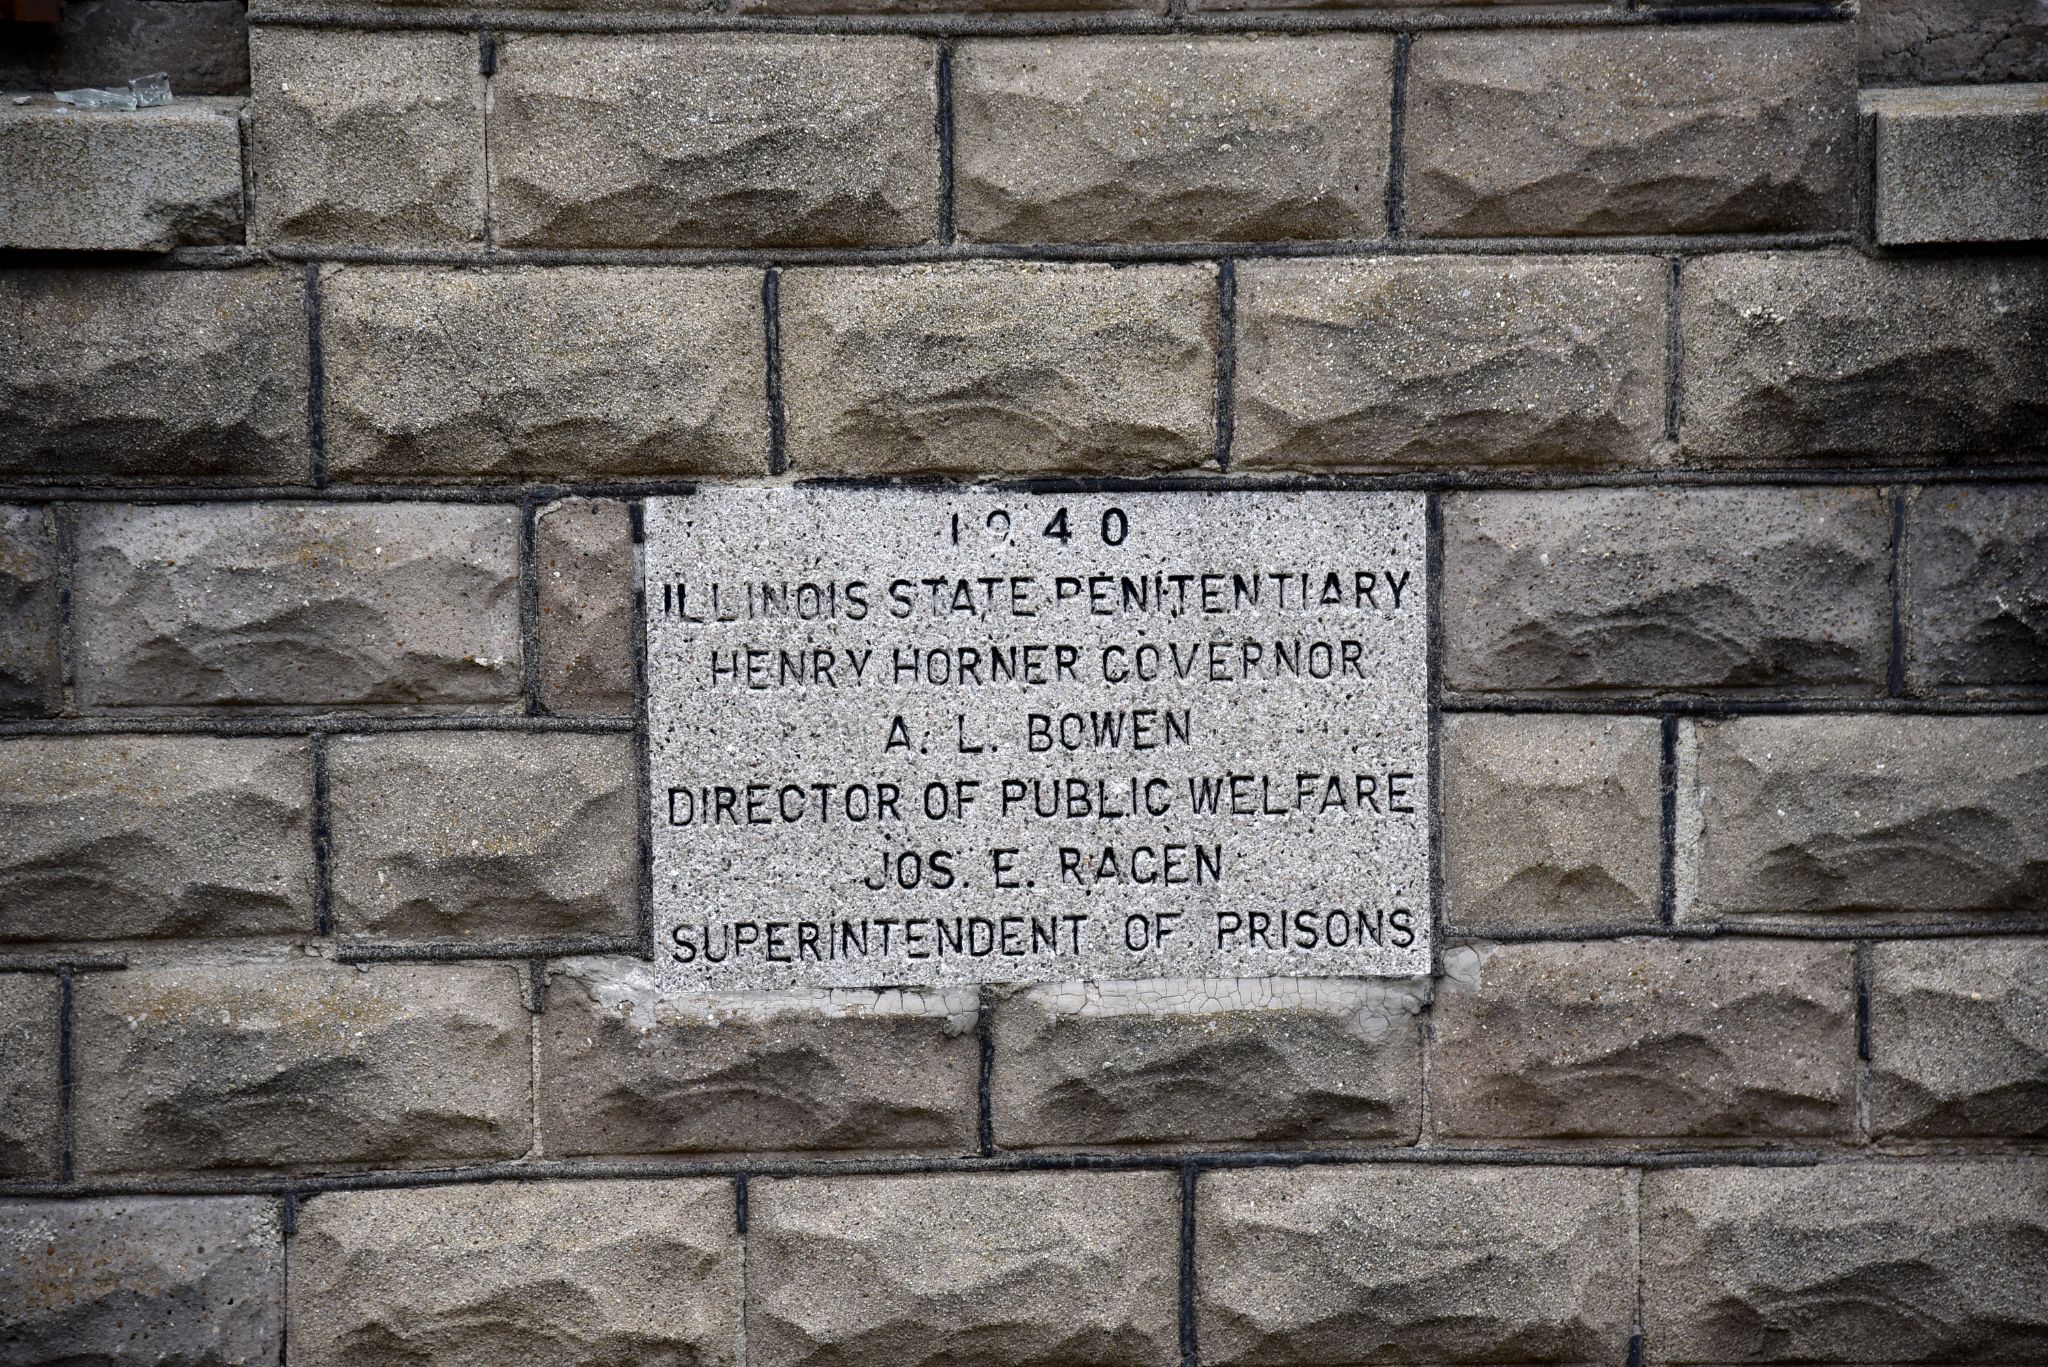 1940
ILLINOIS STATE PENITENTIARY
HENRY HORNER GOVERNOR
A. L. BOWEN
DIRECTOR OF PUBLIC WELFARE
JOS. E. RAGEN
SUPERINTENDENT OF PRISONS